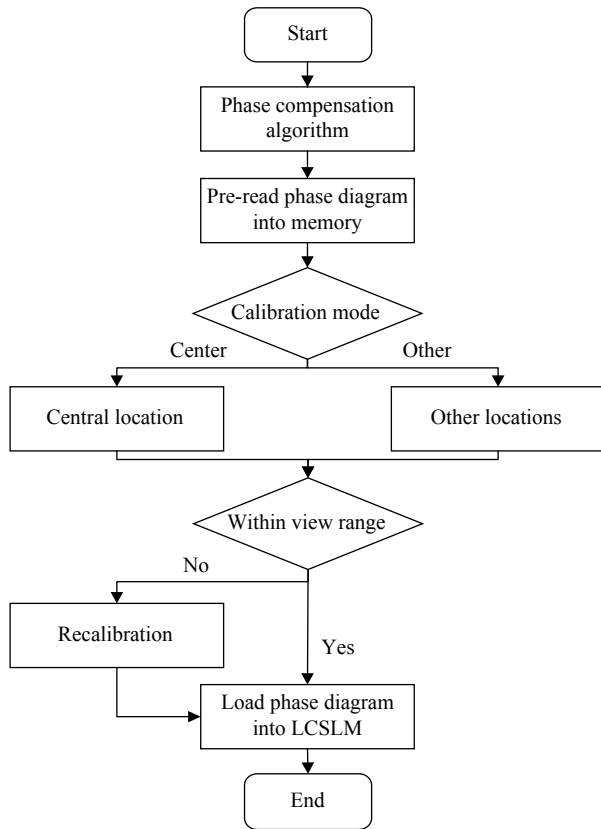 Start
Phase compensation
algorithm
Pre-read phase diagram
into memory
Calibration mode
Center
Other
Central location
Other locations
Within view range
No
Recalibration
Yes
Load phase diagram
into LCSLM
End